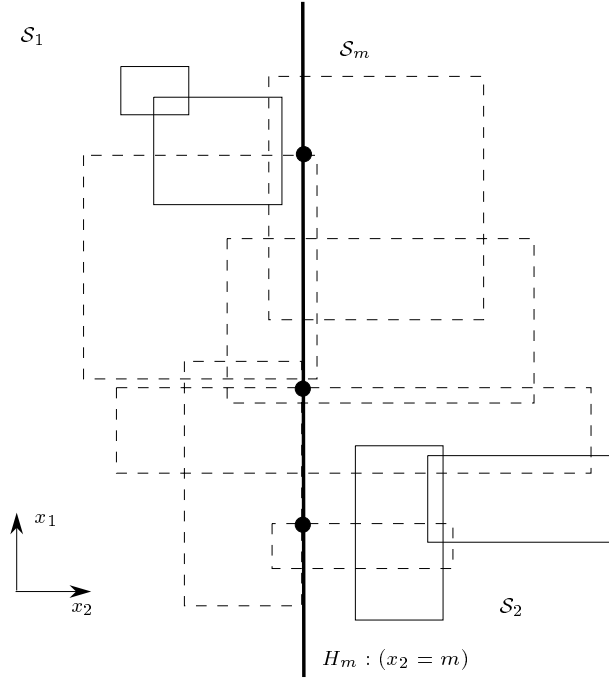 𝒮₁
𝒮ₘ
x₁
x₂
𝒮₂
Hₘ : (x₂ = m)